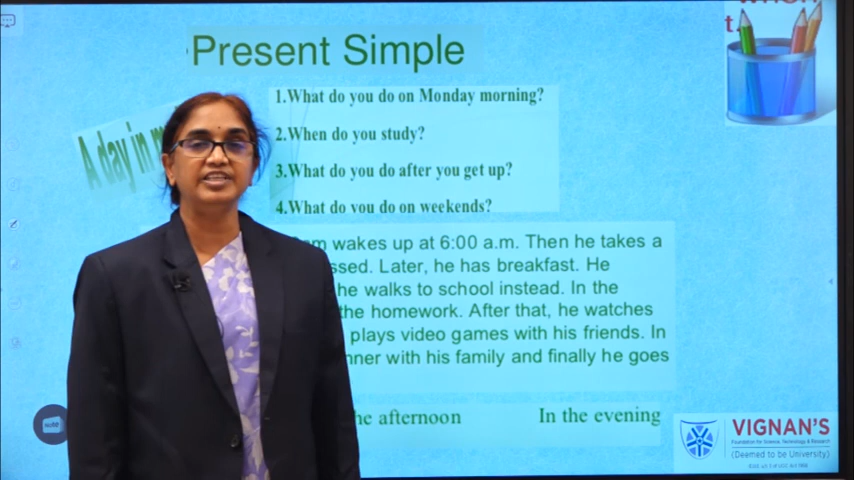 Present Simple
A day in m
1.What do you do on Monday morning?
2.When do you study?
3.What do you do after you get up?
4.What do you do on weekends?
wakes up at 6:00 a.m. Then he takes a
ssed. Later, he has breakfast. He
he walks to school instead. In the
the homework. After that, he watches
plays video games with his friends. In
nner with his family and finally he goes
he afternoon In the evening
VIGNAN'S
Foundation for Science, Technology & Research
(Deemed to be University)